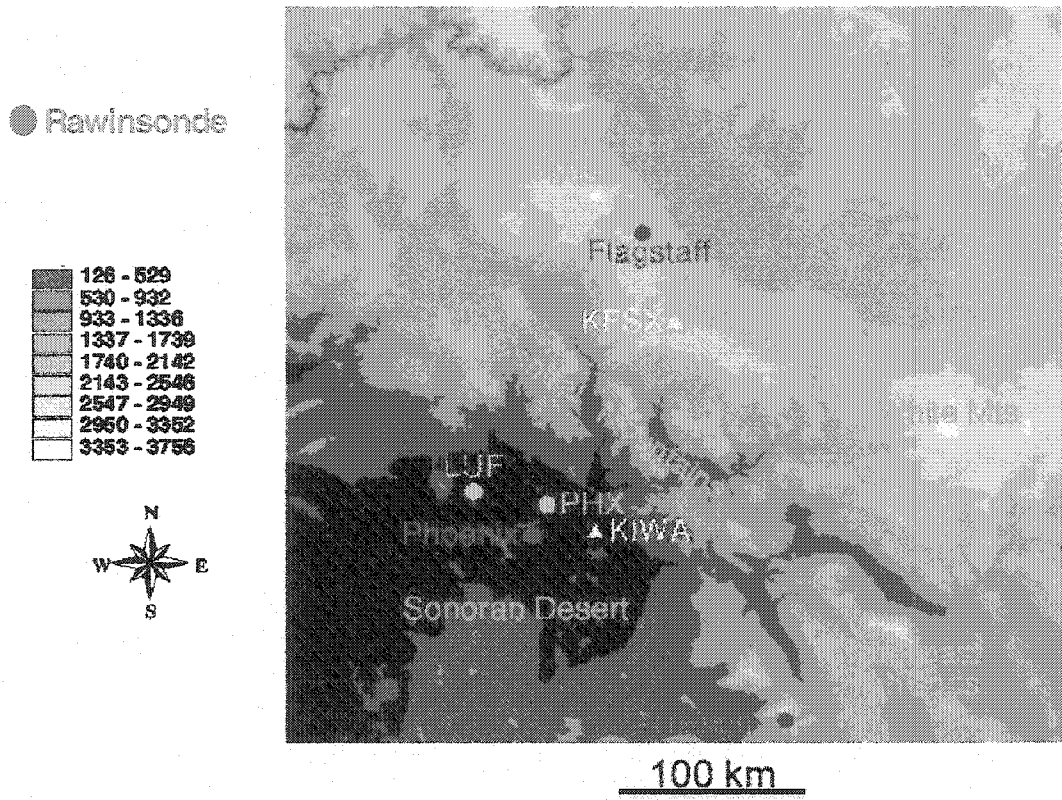 Rawinsonde
126 - 529
530 - 932
933 - 1336
1337 - 1739
1740 - 2142
2143 - 2546
2547 - 2949
2950 - 3352
3353 - 3756
N
W E
S
Flagstaff
KFSX
Mts
LUF
PHX
Phoenix
KIWA
Sonoran Desert
100 km